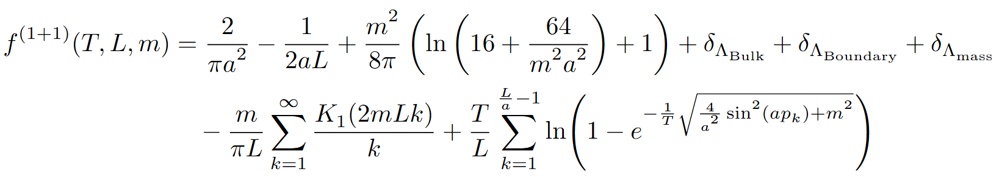 f^{(1+1)}(T, L, m) = \frac{2}{\pi a^2} - \frac{1}{2aL} + \frac{m^2}{8\pi} \left( \ln \left( 16 + \frac{64}{m^2 a^2} \right) + 1 \right) + \delta_{\Lambda_{\text{Bulk}}} + \delta_{\Lambda_{\text{Boundary}}} + \delta_{\Lambda_{\text{mass}}}
- \frac{m}{\pi L} \sum_{k=1}^{\infty} \frac{K_1(2mLk)}{k} + \frac{T}{L} \sum_{k=1}^{\frac{L}{a}-1} \ln \left( 1 - e^{-\frac{1}{T} \sqrt{\frac{4}{a^2} \sin^2(ap_k) + m^2}} \right)